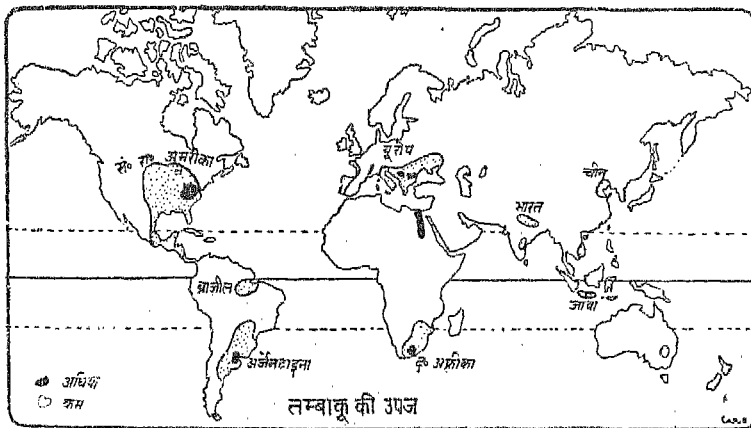 सं० रा० अमरीका
यूरोप
चीन
भारत
ब्राज़ील
जावा
अर्जेनटाइना
द० अफ्रीका
अधिक
कम
तम्बाकू की उपज